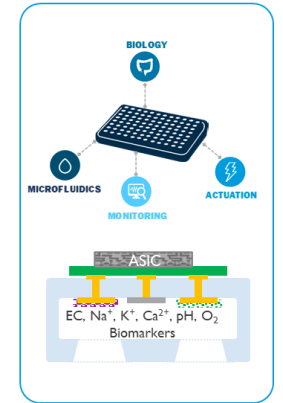 BIOLOGY
MICROFLUIDICS
ACTUATION
MONITORING
ASIC
EC, Na⁺, K⁺, Ca²⁺, pH, O₂
Biomarkers